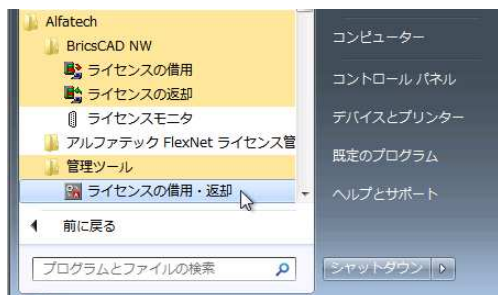 Alfatech
BricsCAD NW
ライセンスの借用
ライセンスの返却
ライセンスモニタ
アルファテック FlexNet ライセンス管
管理ツール
ライセンスの借用・返却
前に戻る
プログラムとファイルの検索
コンピューター
コントロール パネル
デバイスとプリンター
既定のプログラム
ヘルプとサポート
シャットダウン